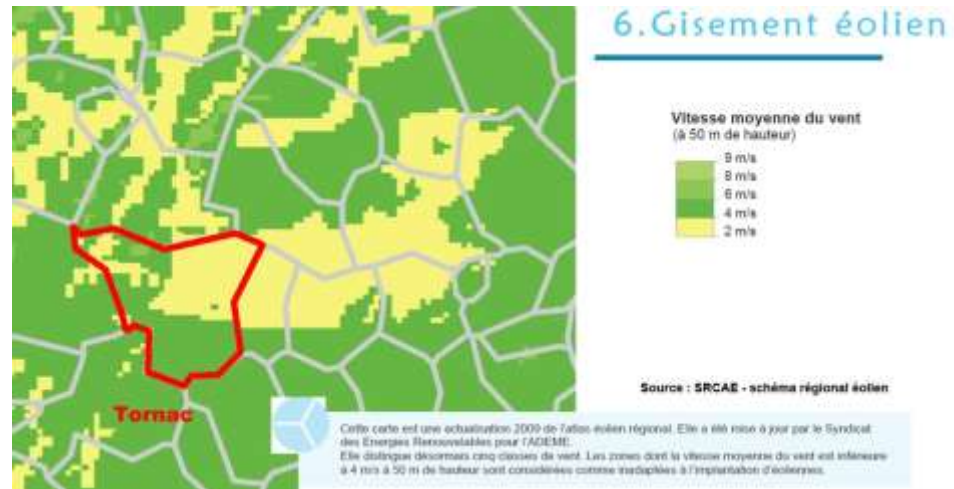 6.Gisement éolien
Vitesse moyenne du vent
(à 50 m de hauteur)
9 m/s
8 m/s
6 m/s
4 m/s
2 m/s
Source : SRCAE - schéma régional éolien
Tornac
Cette carte est une actualisation 2009 de l'atlas éolien régional. Elle a été mise à jour par le Syndicat
des Energies Renouvelables pour l'ADEME.
Elle distingue désormais cinq classes de vent. Les zones dont la vitesse moyenne du vent est inférieure
à 4 m/s à 50 m de hauteur sont considérées comme inadaptées à l'implantation d'éoliennes.